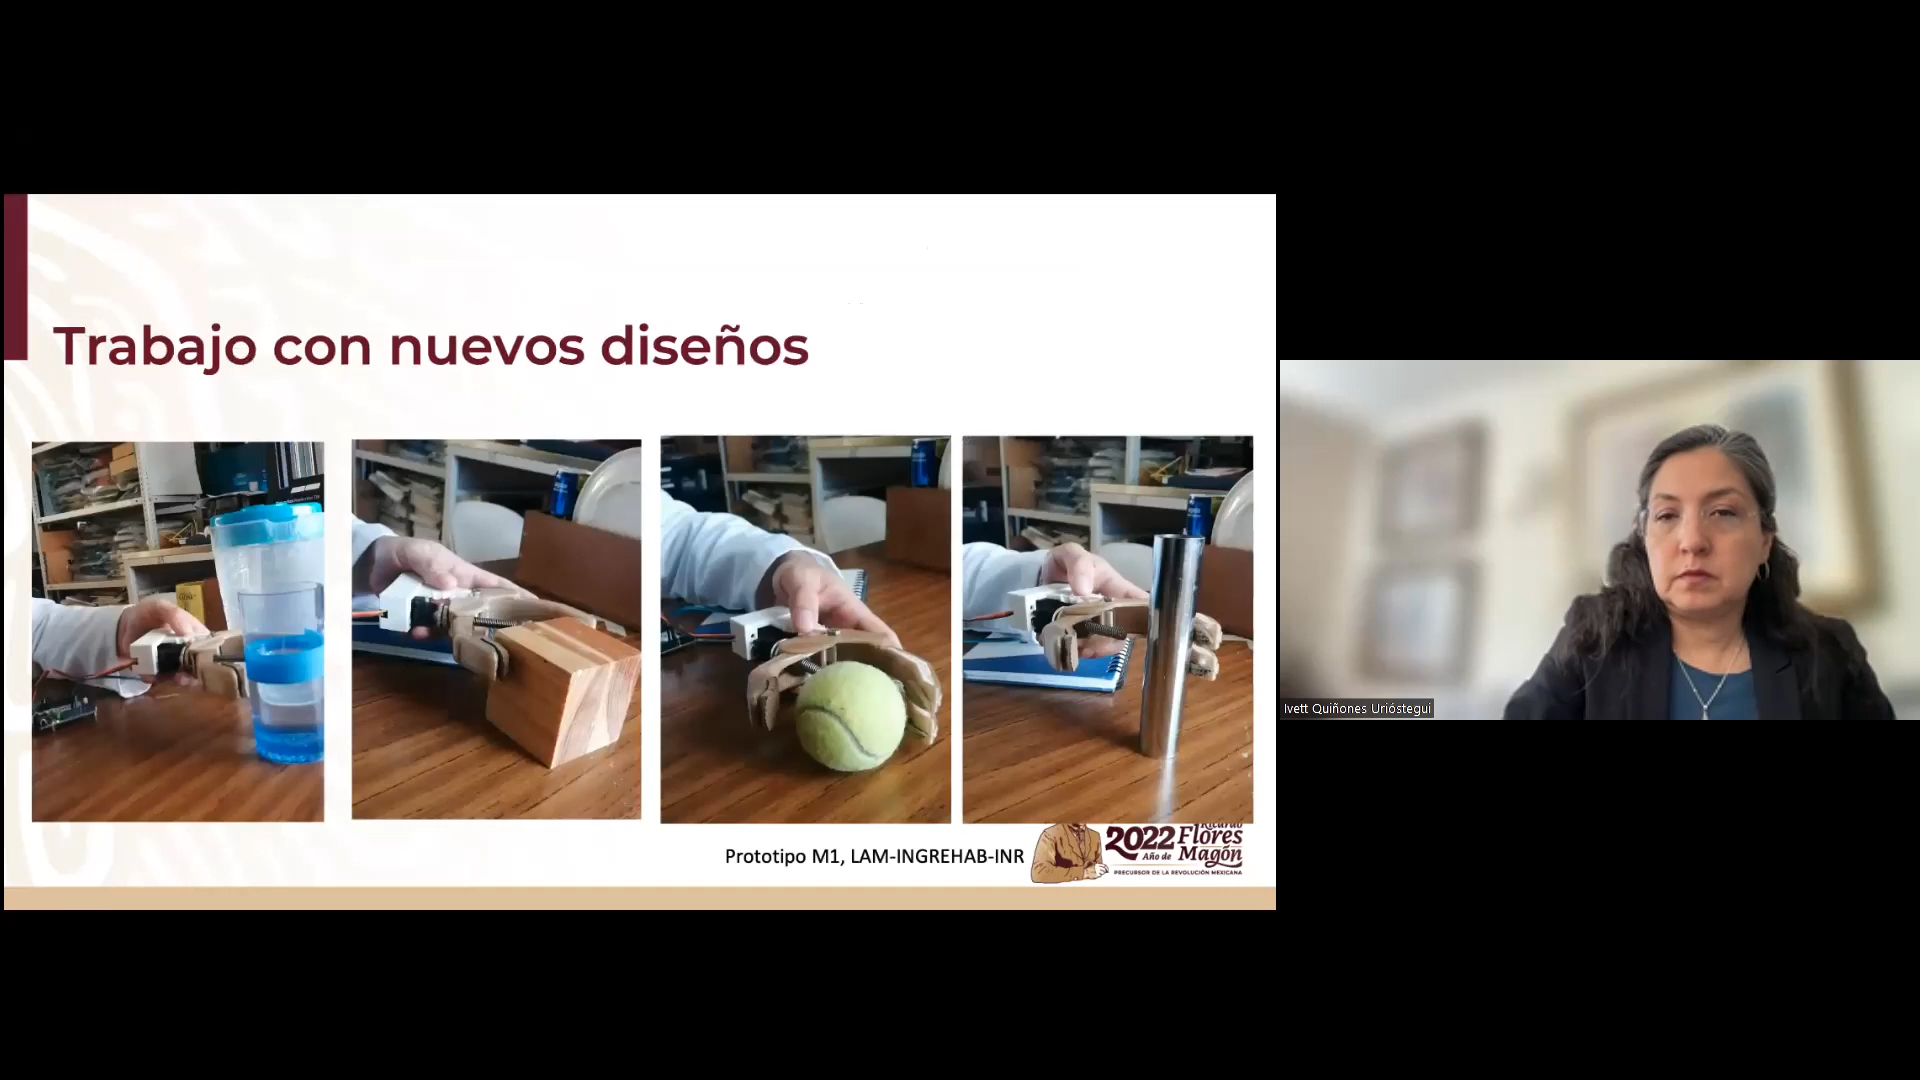 Trabajo con nuevos diseños
Prototipo M1, LAM-INGREHAB-INR
2022 Ricardo
Año de Flores
Magón
PRECURSOR DE LA REVOLUCIÓN MEXICANA
Ivett Quiñones Urióstegui